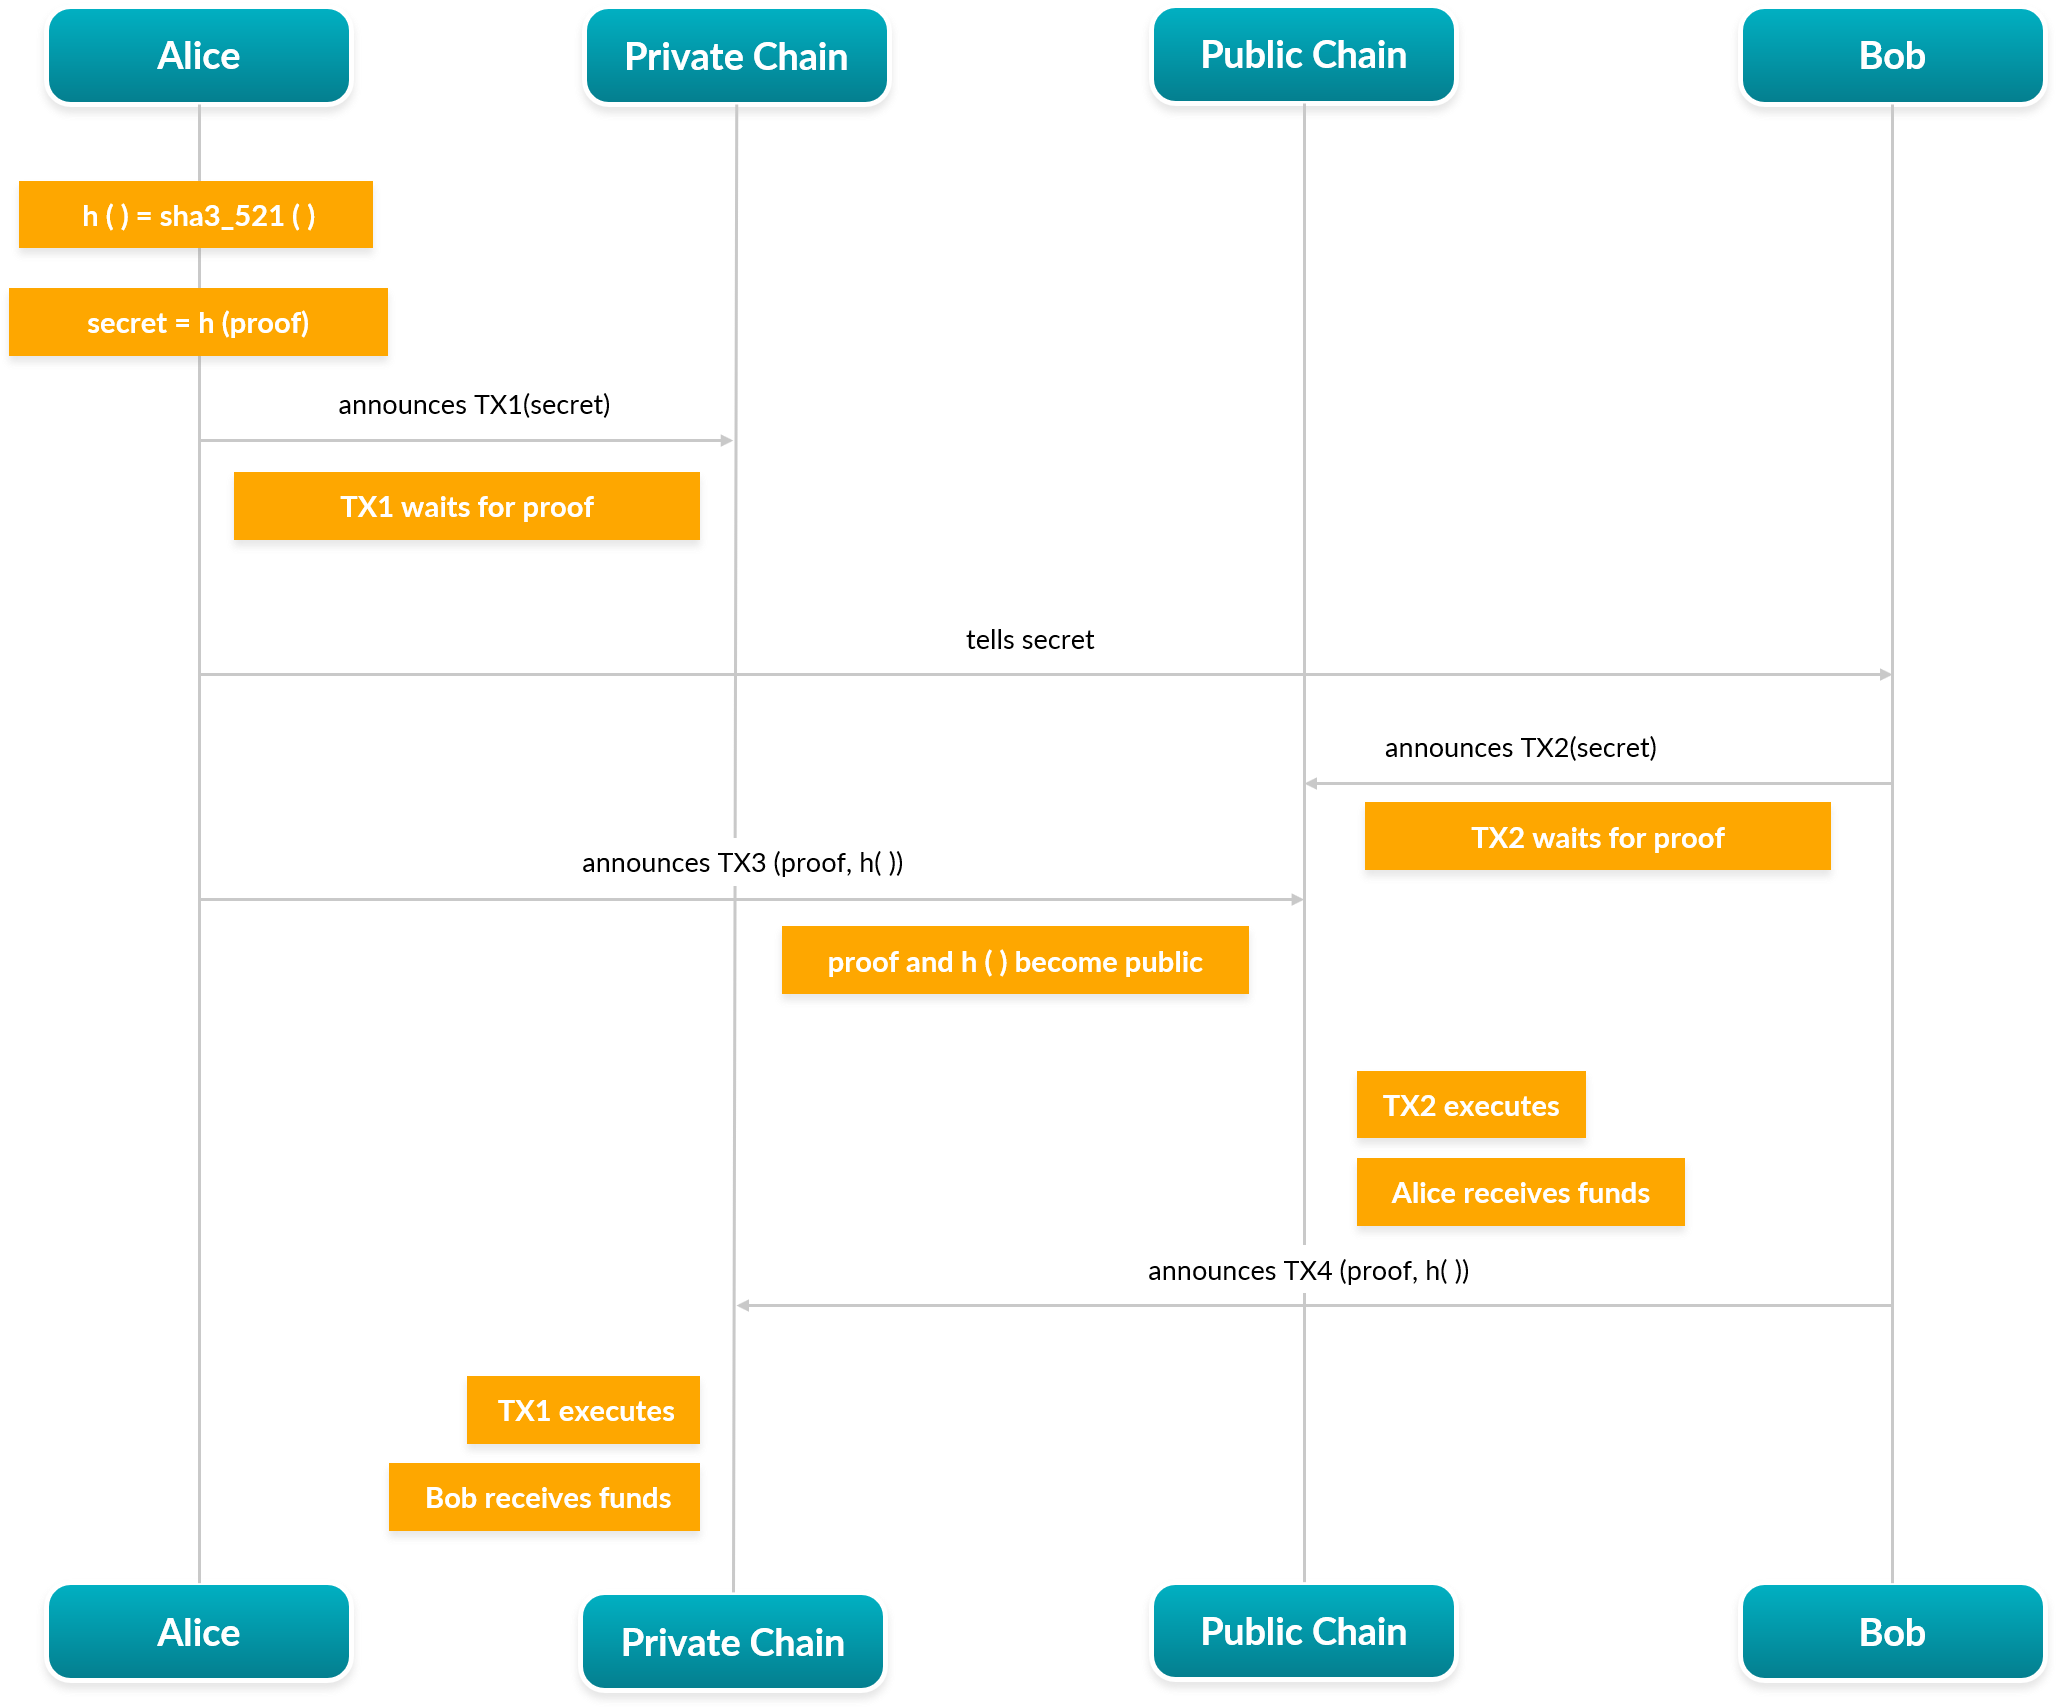 Alice
Private Chain
Public Chain
Bob
h ( ) = sha3_521 ( )
secret = h (proof)
announces TX1(secret)
TX1 waits for proof
tells secret
announces TX2(secret)
TX2 waits for proof
announces TX3 (proof, h( ))
proof and h ( ) become public
TX2 executes
Alice receives funds
announces TX4 (proof, h( ))
TX1 executes
Bob receives funds
Alice
Private Chain
Public Chain
Bob